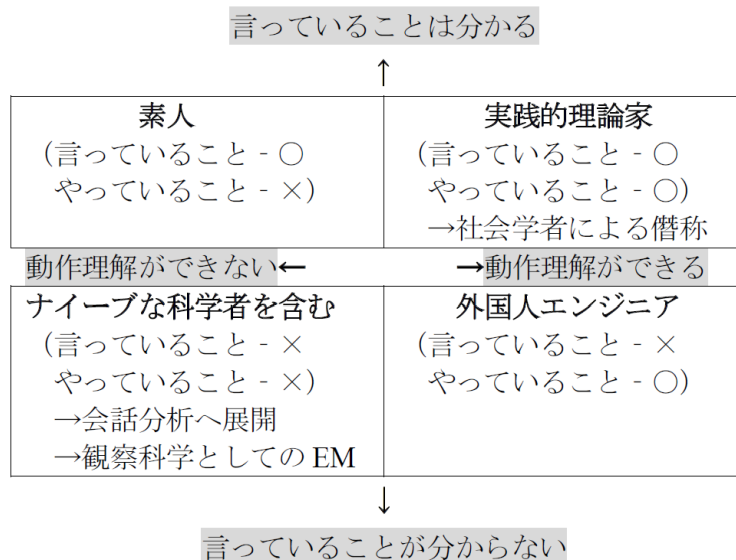 言っていることは分かる
↑
素人
(言っていること - ○
やっていること - ×)
実践的理論家
(言っていること - ○
やっていること - ○)
→社会学者による僭称
動作理解ができない←
→動作理解ができる
ナイーブな科学者を含む
(言っていること - ×
やっていること - ×)
→会話分析へ展開
→観察科学としての EM
外国人エンジニア
(言っていること - ×
やっていること - ○)
↓
言っていることが分からない